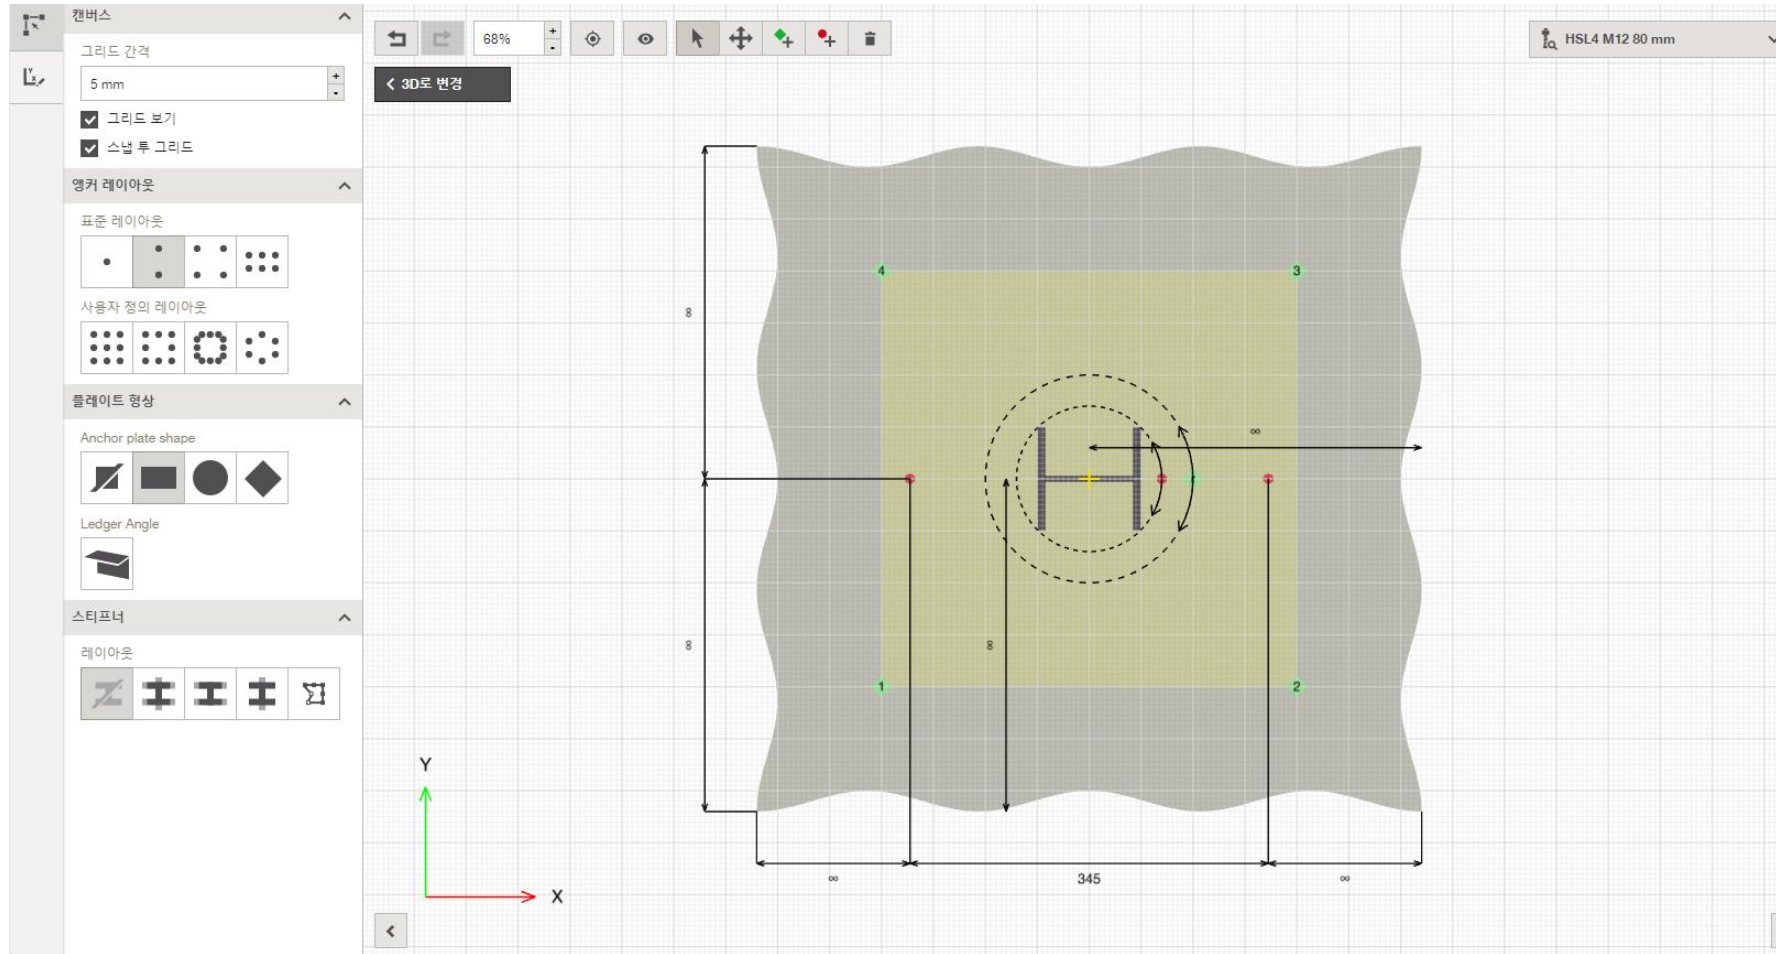 캔버스
그리드 간격
5 mm
+
-
그리드 보기
스냅 투 그리드
앵커 레이아웃
표준 레이아웃
사용자 정의 레이아웃
플레이트 형상
Anchor plate shape
Ledger Angle
스티프너
레이아웃
68%
+
-
HSL4 M12 80 mm
3D로 변경
4
3
∞
∞
∞
∞
1
2
Y
X
∞
345
∞